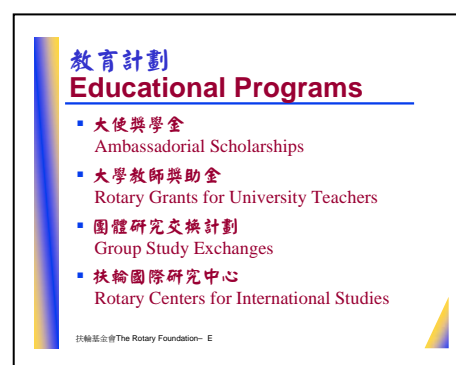 教育計劃
Educational Programs
大使獎學金
Ambassadorial Scholarships
大學教師獎助金
Rotary Grants for University Teachers
團體研究交換計劃
Group Study Exchanges
扶輪國際研究中心
Rotary Centers for International Studies
扶輪基金會The Rotary Foundation– E